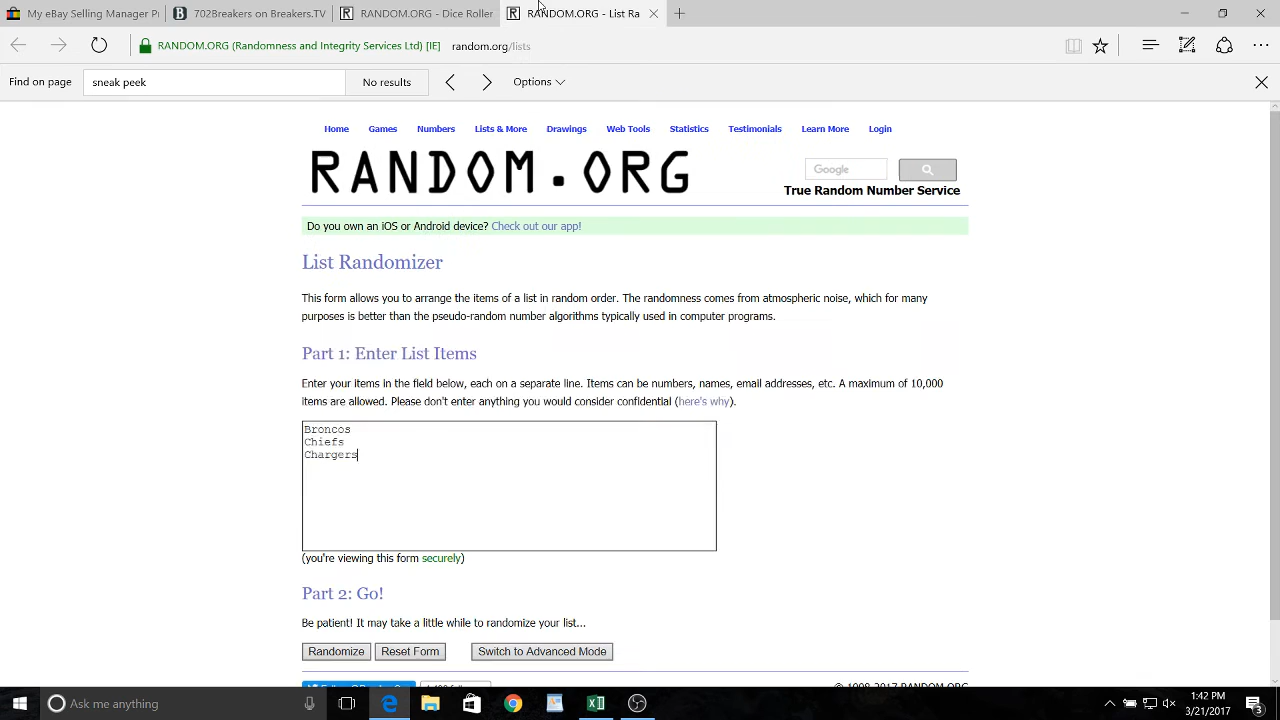 My eBay Selling Manager P
702Breakers on Breakers.TV
RANDOM.ORG - Dice Roller
RANDOM.ORG - List Ra
RANDOM.ORG (Randomness and Integrity Services Ltd) [IE] random.org/lists
Find on page sneak peek No results Options
Home Games Numbers Lists & More Drawings Web Tools Statistics Testimonials Learn More Login
RANDOM.ORG
Google
True Random Number Service
Do you own an iOS or Android device? Check out our app!
List Randomizer
This form allows you to arrange the items of a list in random order. The randomness comes from atmospheric noise, which for many
purposes is better than the pseudo-random number algorithms typically used in computer programs.
Part 1: Enter List Items
Enter your items in the field below, each on a separate line. Items can be numbers, names, email addresses, etc. A maximum of 10,000
items are allowed. Please don't enter anything you would consider confidential (here's why).
Broncos
Chiefs
Chargers
(you're viewing this form securely)
Part 2: Go!
Be patient! It may take a little while to randomize your list...
Randomize Reset Form Switch to Advanced Mode
© 1998-2017 RANDOM.ORG
Ask me anything
1:42 PM
3/21/2017
3